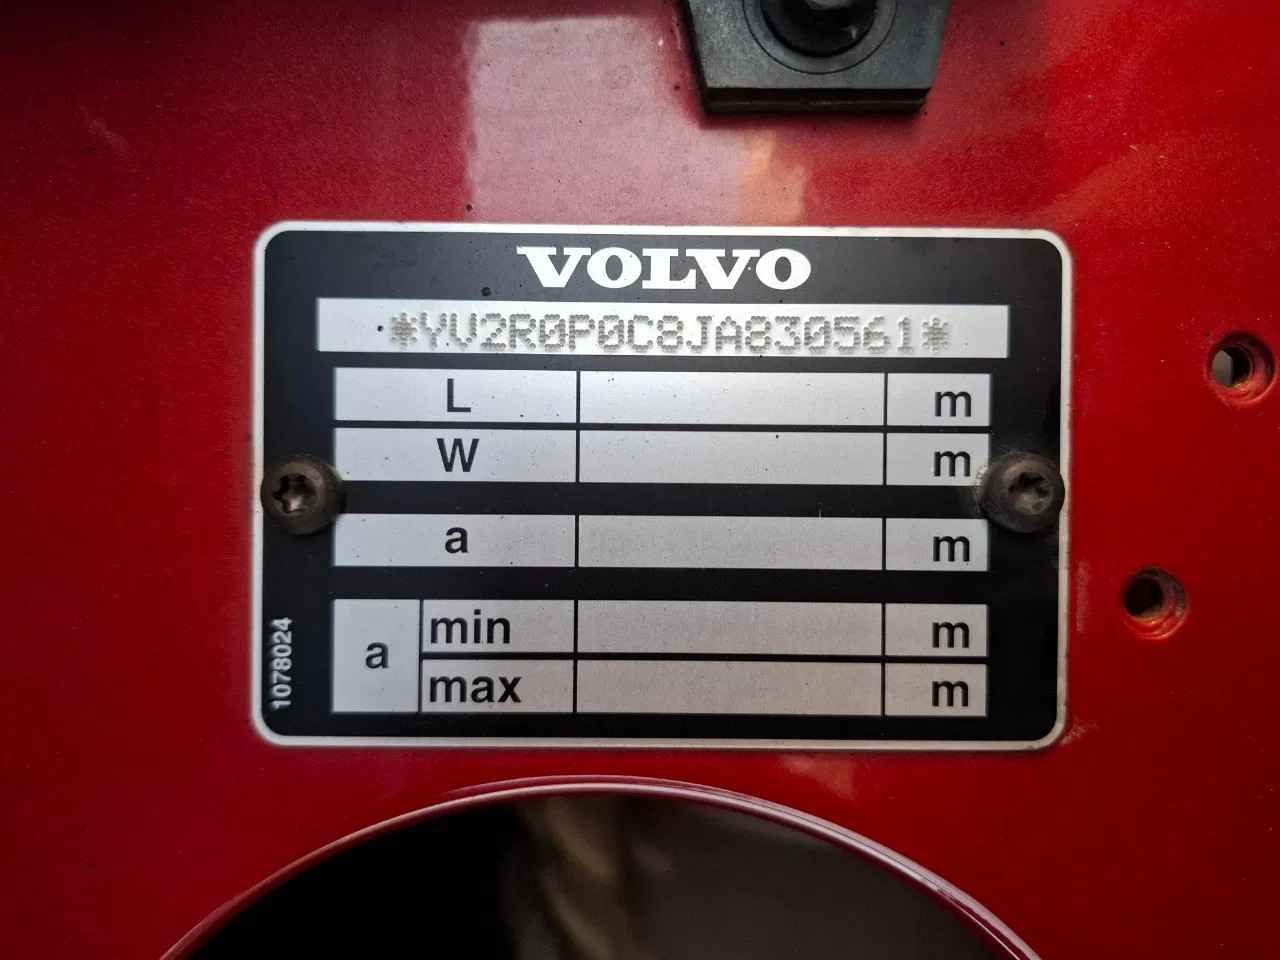 VOLVO
*YV2R0P0C8JA830561*
L m
W m
a m
a min m
max m
1078024